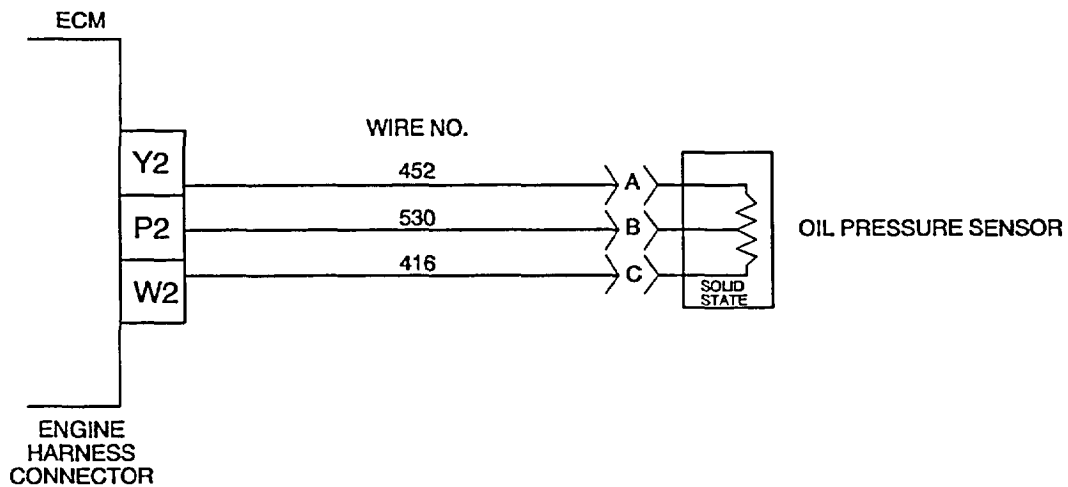 ECM
WIRE NO.
Y2
452
A
P2
530
B
OIL PRESSURE SENSOR
W2
416
C
SOLID
STATE
ENGINE
HARNESS
CONNECTOR